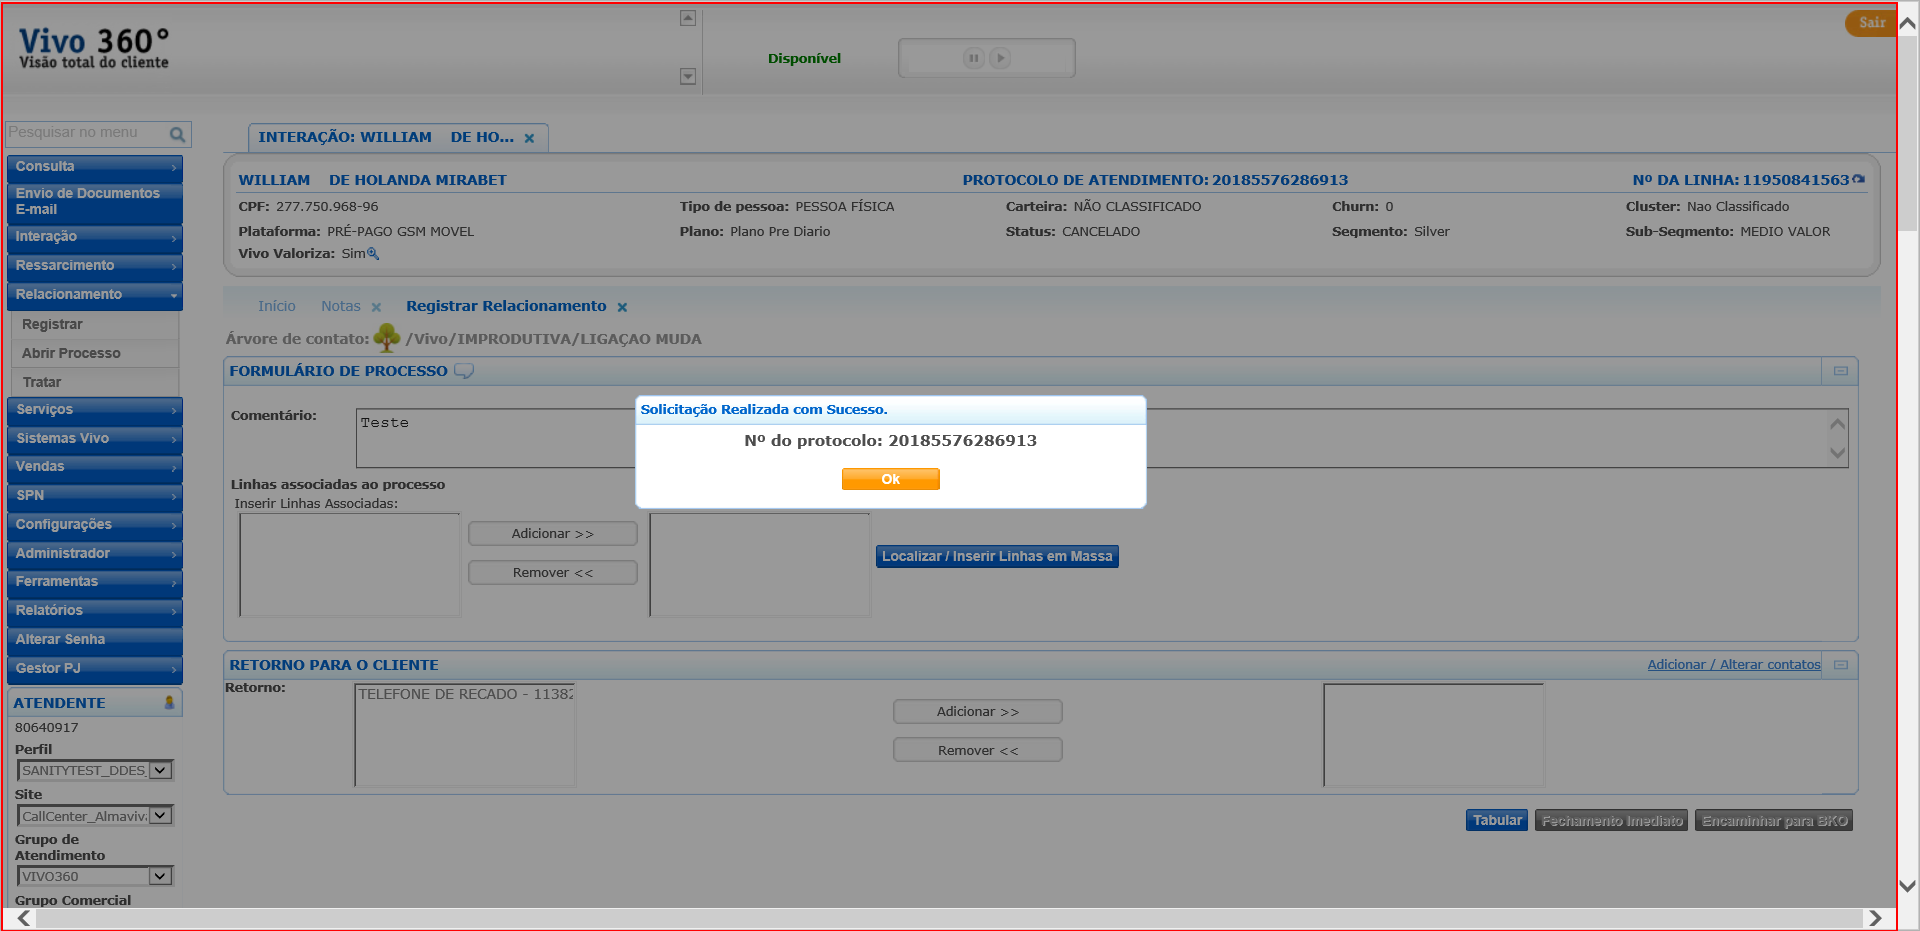 Vivo 360°
Visão total do cliente
Disponível
Sair
Pesquisar no menu
Consulta
Envio de Documentos
E-mail
Interação
Ressarcimento
Relacionamento
Registrar
Abrir Processo
Tratar
Serviços
Sistemas Vivo
Vendas
SPN
Configurações
Administrador
Ferramentas
Relatórios
Alterar Senha
Gestor PJ
ATENDENTE
80640917
Perfil
SANITYTEST_DDES_
Site
CallCenter_Almaviv
Grupo de
Atendimento
VIVO360
Grupo Comercial
INTERAÇÃO: WILLIAM DE HO...
WILLIAM DE HOLANDA MIRABET PROTOCOLO DE ATENDIMENTO: 20185576286913 Nº DA LINHA: 11950841563
CPF: 277.750.968-96 Tipo de pessoa: PESSOA FÍSICA Carteira: NÃO CLASSIFICADO Churn: 0 Cluster: Nao Classificado
Plataforma: PRÉ-PAGO GSM MOVEL Plano: Plano Pre Diario Status: CANCELADO Segmento: Silver Sub-Segmento: MEDIO VALOR
Vivo Valoriza: Sim
Início Notas Registrar Relacionamento
Árvore de contato: /Vivo/IMPRODUTIVA/LIGAÇAO MUDA
FORMULÁRIO DE PROCESSO
Comentário: Teste
Solicitação Realizada com Sucesso.
Nº do protocolo: 20185576286913
Ok
Linhas associadas ao processo
Inserir Linhas Associadas:
Adicionar >>
Remover <<
Localizar / Inserir Linhas em Massa
RETORNO PARA O CLIENTE Adicionar / Alterar contatos
Retorno: TELEFONE DE RECADO - 11382
Adicionar >>
Remover <<
Tabular Fechamento Imediato Encaminhar para BKO